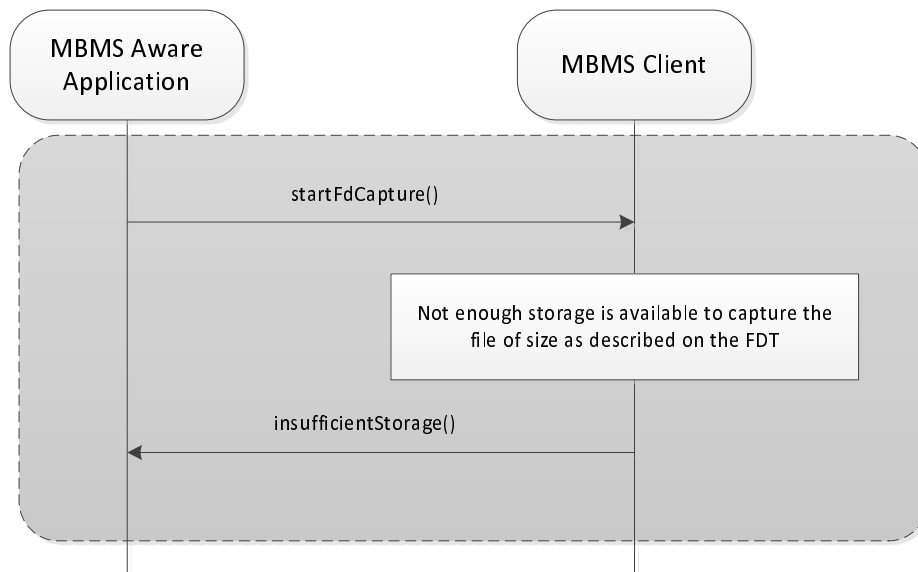 MBMS Aware
Application
MBMS Client
startFdCapture()
Not enough storage is available to capture the
file of size as described on the FDT
insufficientStorage()